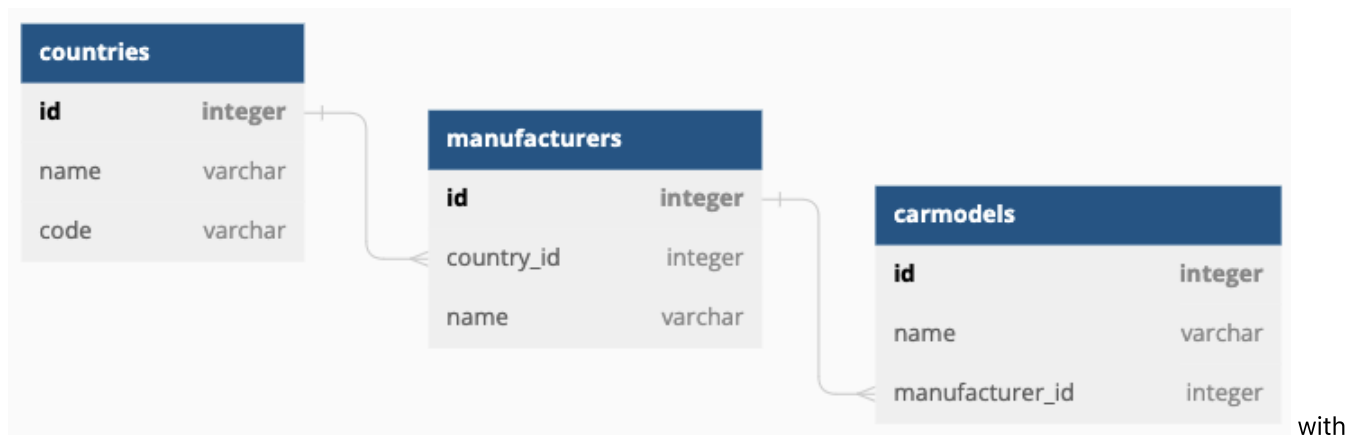 countries
id integer
name varchar
code varchar
manufacturers
id integer
country_id integer
name varchar
carmodels
id integer
name varchar
manufacturer_id integer
with